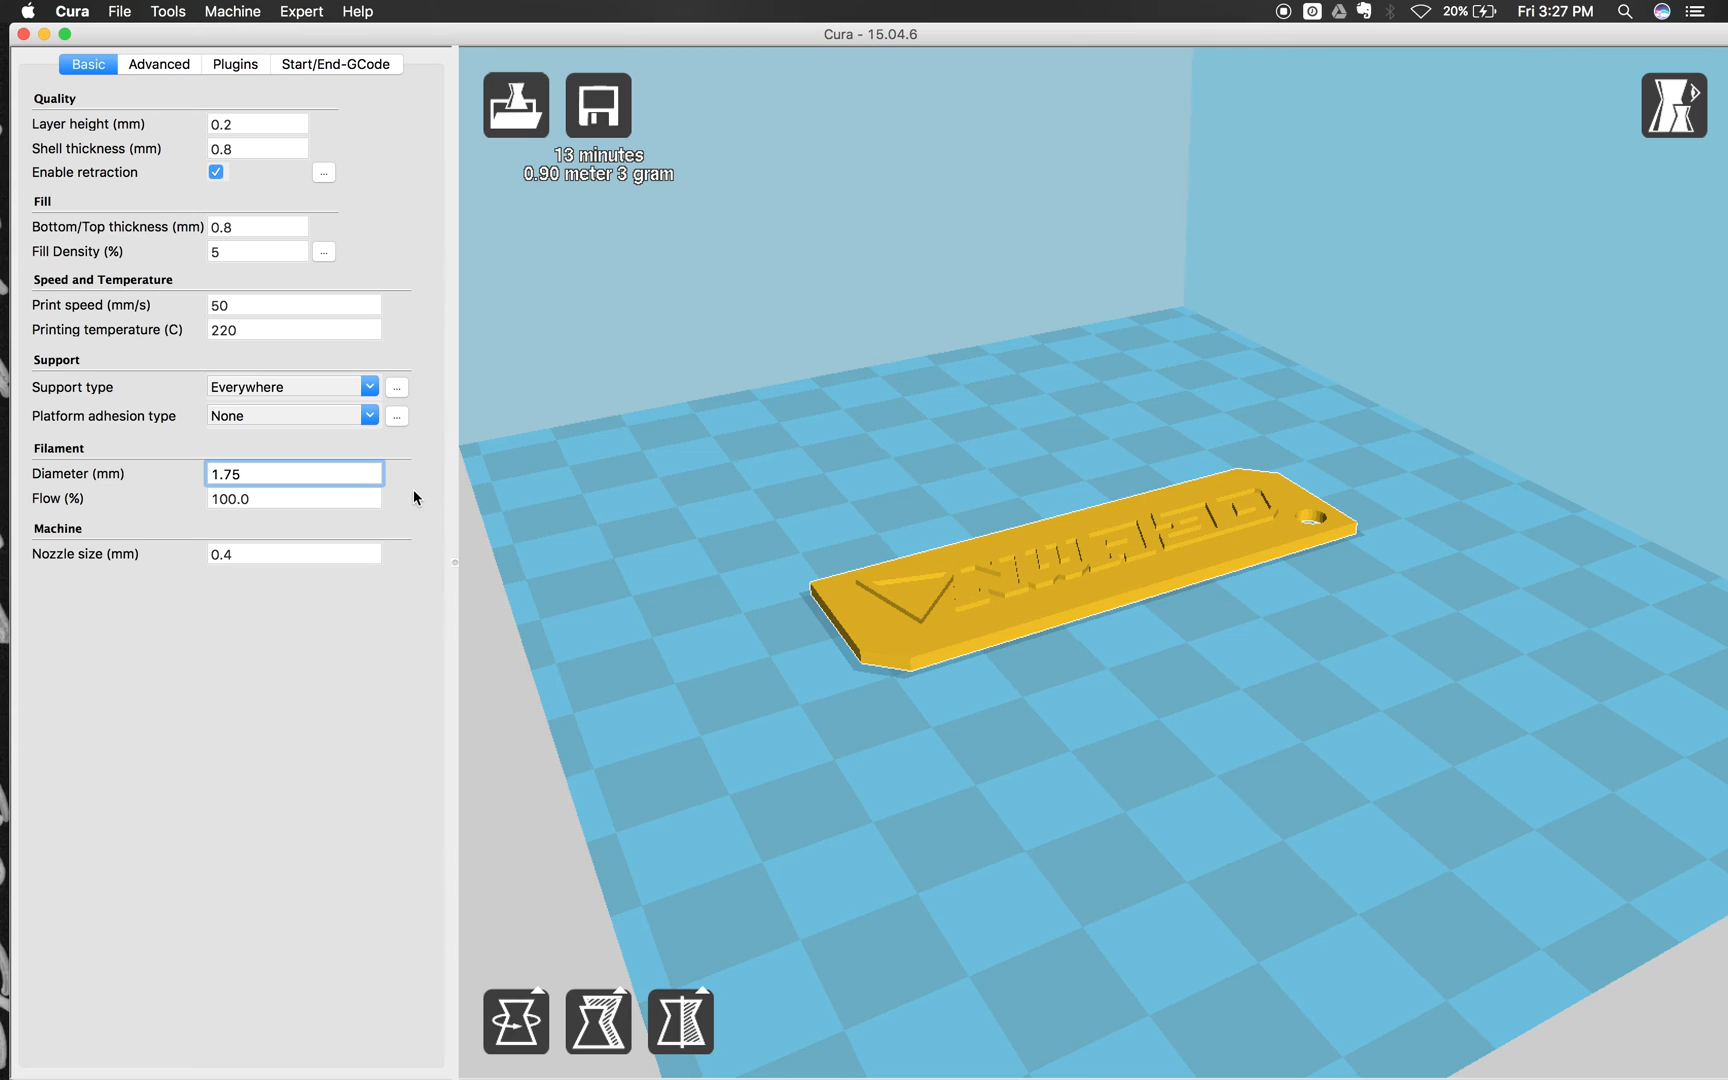 Cura File Tools Machine Expert Help 20% Fri 3:27 PM
Cura - 15.04.6
Basic Advanced Plugins Start/End-GCode
Quality
Layer height (mm) 0.2
Shell thickness (mm) 0.8
Enable retraction ...
Fill
Bottom/Top thickness (mm) 0.8
Fill Density (%) 5 ...
Speed and Temperature
Print speed (mm/s) 50
Printing temperature (C) 220
Support
Support type Everywhere ...
Platform adhesion type None ...
Filament
Diameter (mm) 1.75
Flow (%) 100.0
Machine
Nozzle size (mm) 0.4
13 minutes
0.90 meter 3 gram